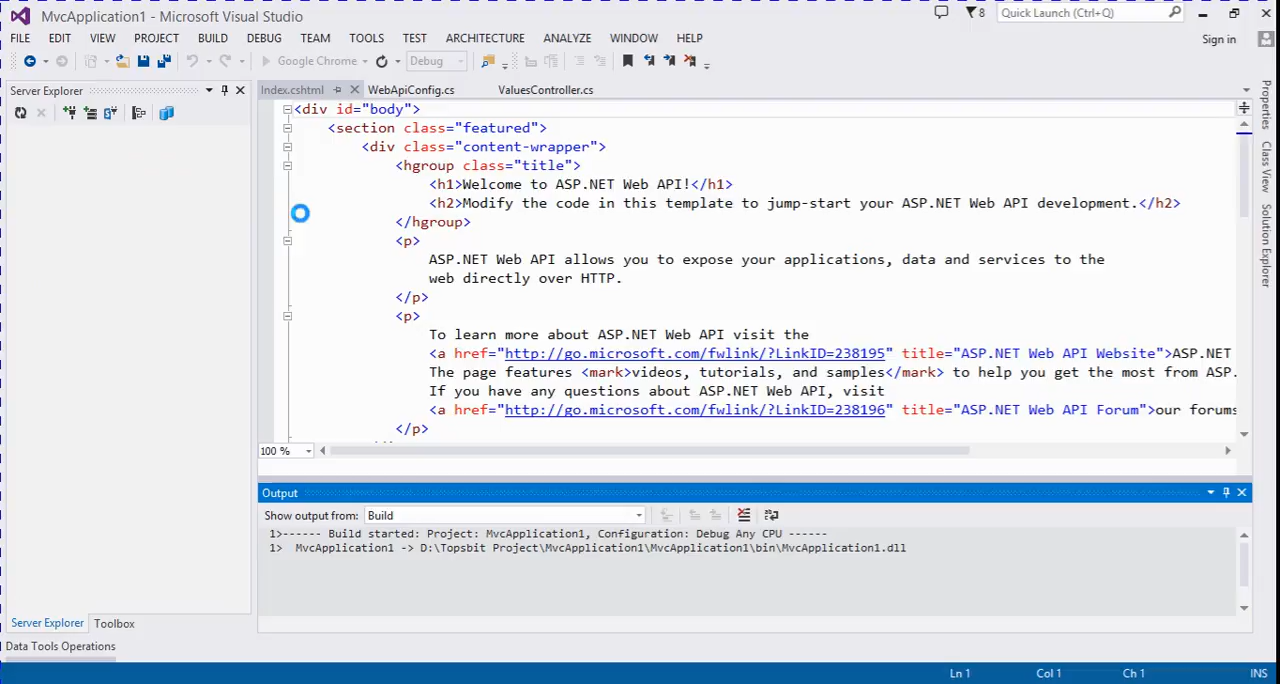 MvcApplication1 - Microsoft Visual Studio
8
Quick Launch (Ctrl+Q)
FILE EDIT VIEW PROJECT BUILD DEBUG TEAM TOOLS TEST ARCHITECTURE ANALYZE WINDOW HELP
Sign in
Google Chrome
Debug
Server Explorer
Index.cshtml WebApiConfig.cs ValuesController.cs
<div id="body">
<section class="featured">
<div class="content-wrapper">
<hgroup class="title">
<h1>Welcome to ASP.NET Web API!</h1>
<h2>Modify the code in this template to jump-start your ASP.NET Web API development.</h2>
</hgroup>
<p>
ASP.NET Web API allows you to expose your applications, data and services to the
web directly over HTTP.
</p>
<p>
To learn more about ASP.NET Web API visit the
<a href="http://go.microsoft.com/fwlink/?LinkID=238195" title="ASP.NET Web API Website">ASP.NET
The page features <mark>videos, tutorials, and samples</mark> to help you get the most from ASP.
If you have any questions about ASP.NET Web API, visit
<a href="http://go.microsoft.com/fwlink/?LinkID=238196" title="ASP.NET Web API Forum">our forums
</p>
100 %
Output
Show output from: Build
1>------ Build started: Project: MvcApplication1, Configuration: Debug Any CPU ------
1> MvcApplication1 -> D:\Topsbit Project\MvcApplication1\MvcApplication1\bin\MvcApplication1.dll
Server Explorer Toolbox
Data Tools Operations
Ln 1 Col 1 Ch 1 INS
Properties
Class View
Solution Explorer